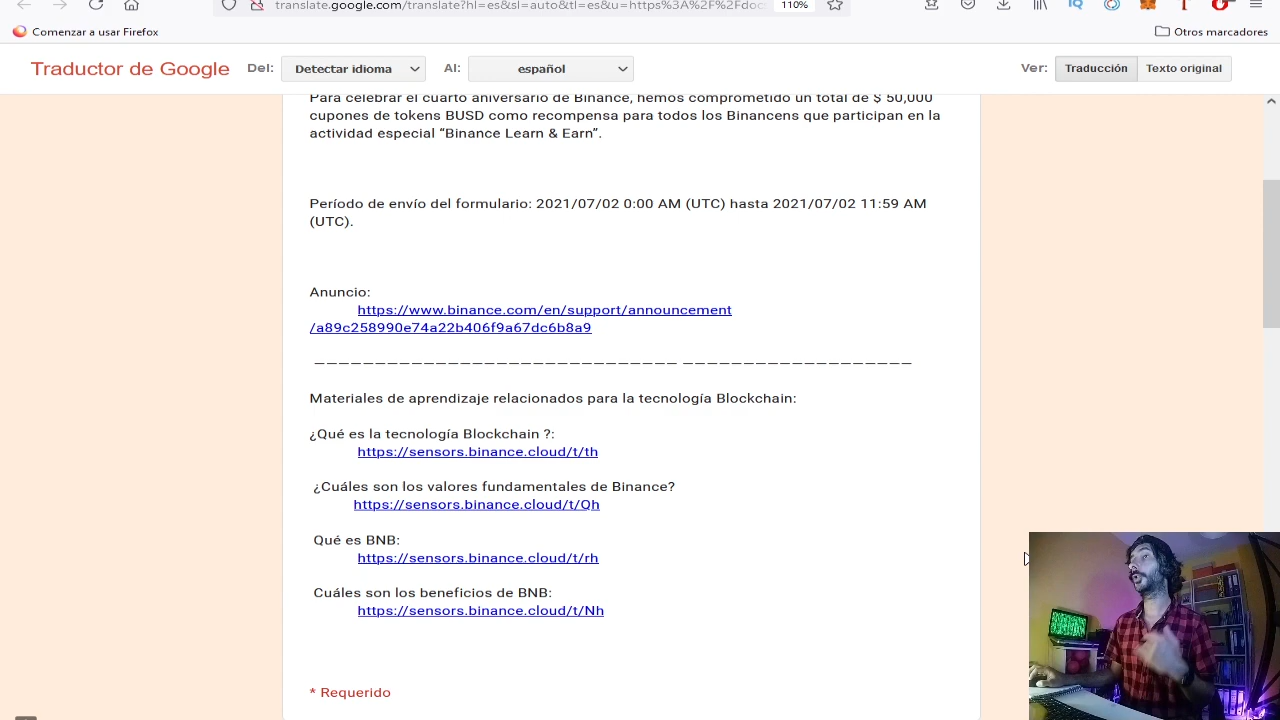 translate.google.com/translate?hl=es&sl=auto&tl=es&u=https%3A%2F%2Fdoc
110%
Comenzar a usar Firefox
Otros marcadores
Traductor de Google
Del:
Detectar idioma
Al:
español
Ver:
Traducción
Texto original
Para celebrar el cuarto aniversario de Binance, hemos comprometido un total de $ 50,000
cupones de tokens BUSD como recompensa para todos los Binancens que participan en la
actividad especial “Binance Learn & Earn”.
Período de envío del formulario: 2021/07/02 0:00 AM (UTC) hasta 2021/07/02 11:59 AM
(UTC).
Anuncio:
https://www.binance.com/en/support/announcement
/a89c258990e74a22b406f9a67dc6b8a9
Materiales de aprendizaje relacionados para la tecnología Blockchain:
¿Qué es la tecnología Blockchain ?:
https://sensors.binance.cloud/t/th
¿Cuáles son los valores fundamentales de Binance?
https://sensors.binance.cloud/t/Qh
Qué es BNB:
https://sensors.binance.cloud/t/rh
Cuáles son los beneficios de BNB:
https://sensors.binance.cloud/t/Nh
* Requerido